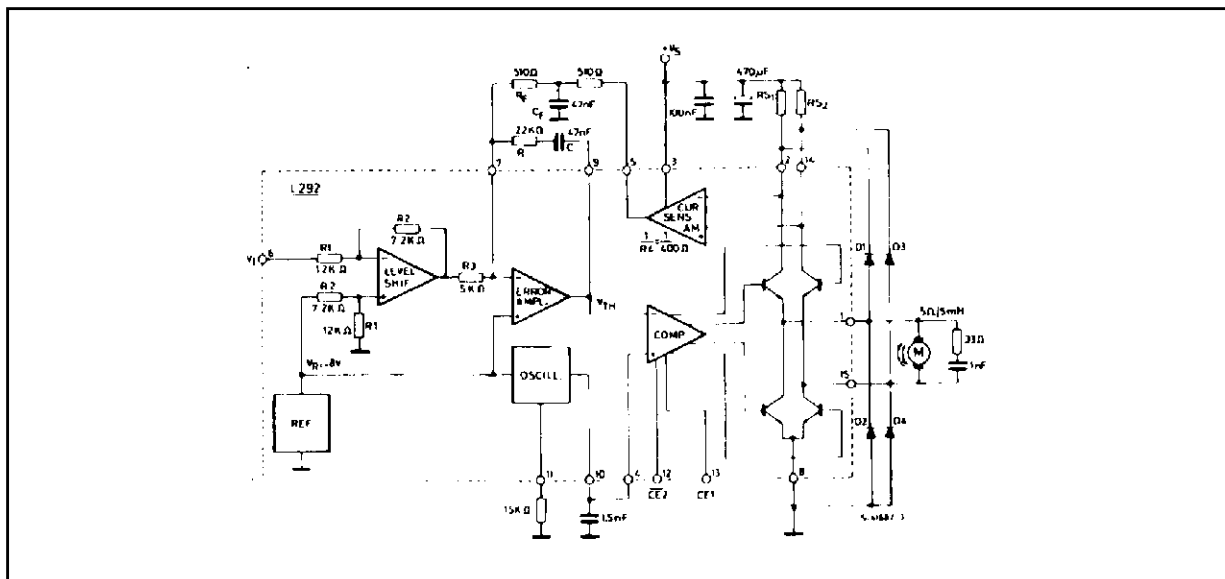 +VS
510Ω
510Ω
470μF
RF
CF
47nF
100nF
RS1
RS2
22KΩ
47nF
R
C
7
9
5
3
2
14
L292
R2
7.2KΩ
CUR
SENS
AM.
VI
6
R1
12KΩ
LEVEL
SHIF
R3
5KΩ
ERROR
AMPL.
VTH
R2
7.2KΩ
12KΩ
R1
COMP
D1
D3
1
5Ω/5mH
M
33Ω
1nF
OSCILL.
REF
15
D2
D4
11
10
4
12
13
8
CE2
CE1
15KΩ
1.5nF